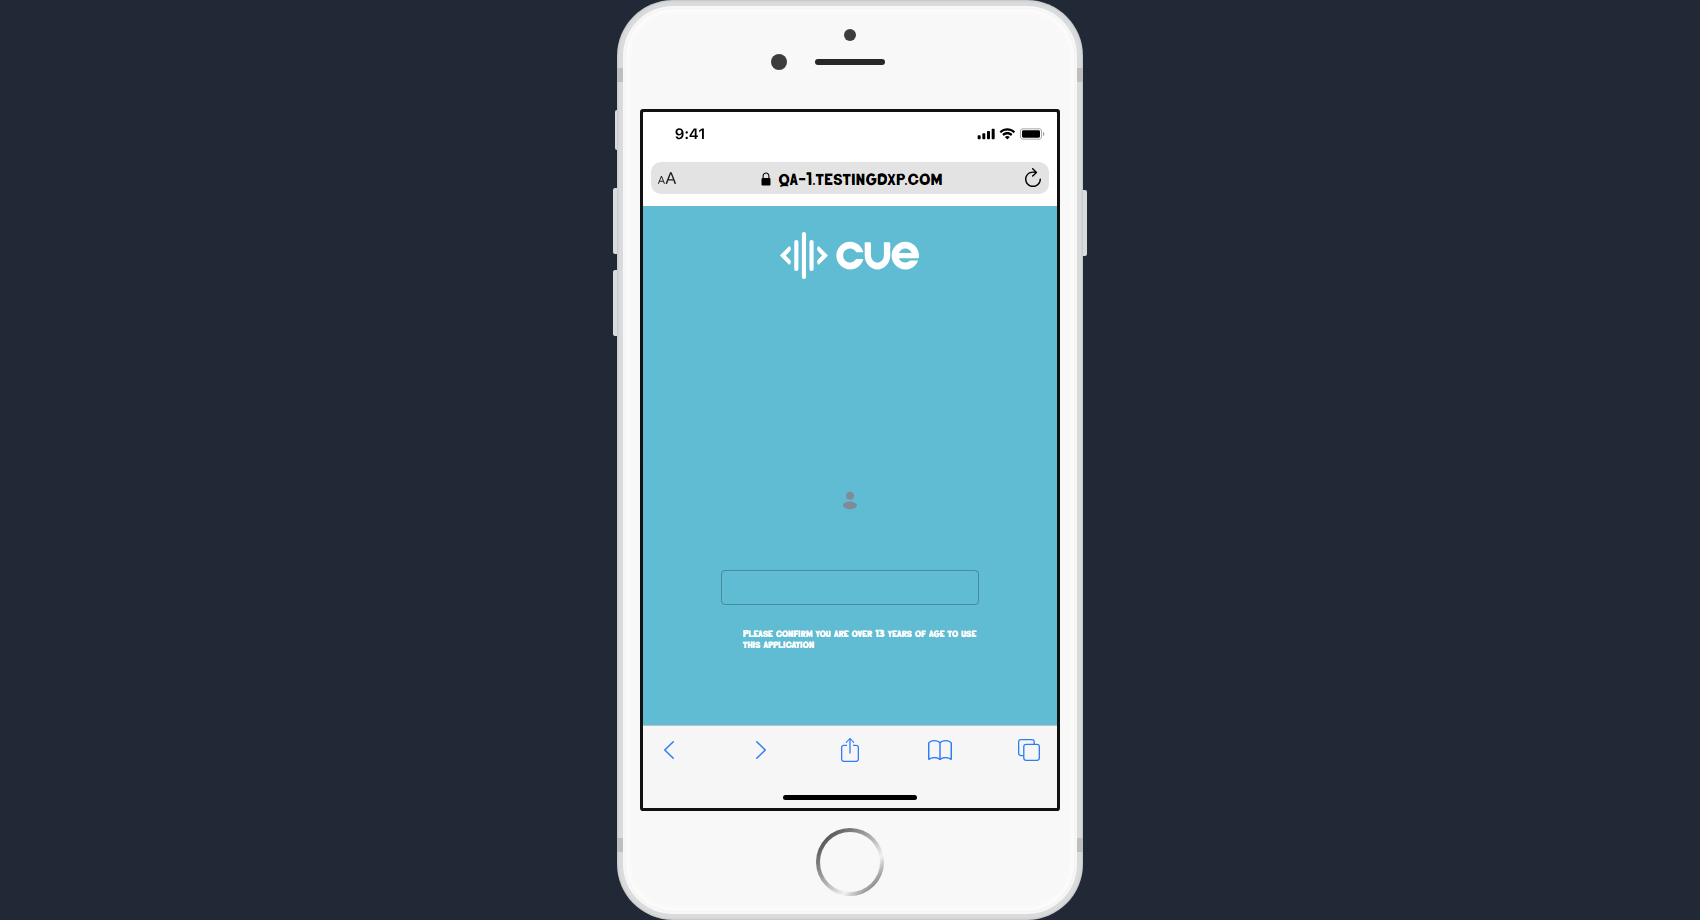 9:41
AA QA-1.TESTINGDXP.COM
cue
PLEASE CONFIRM YOU ARE OVER 13 YEARS OF AGE TO USE
THIS APPLICATION